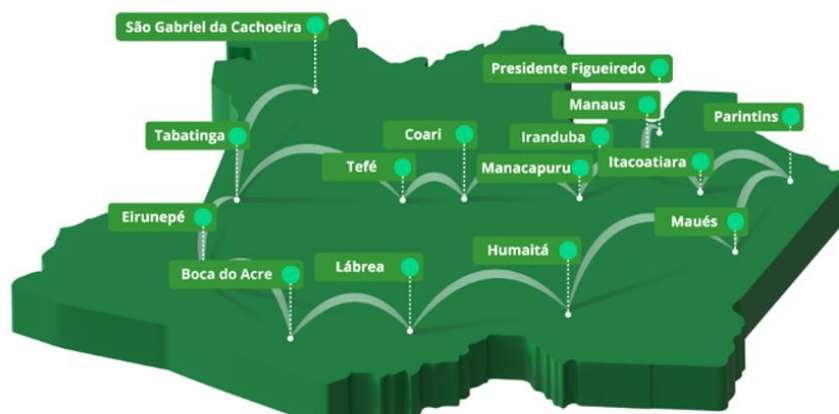 São Gabriel da Cachoeira
Presidente Figueiredo
Manaus
Parintins
Tabatinga
Coari
Iranduba
Tefé
Manacapuru
Itacoatiara
Eirunepé
Maués
Boca do Acre
Lábrea
Humaitá